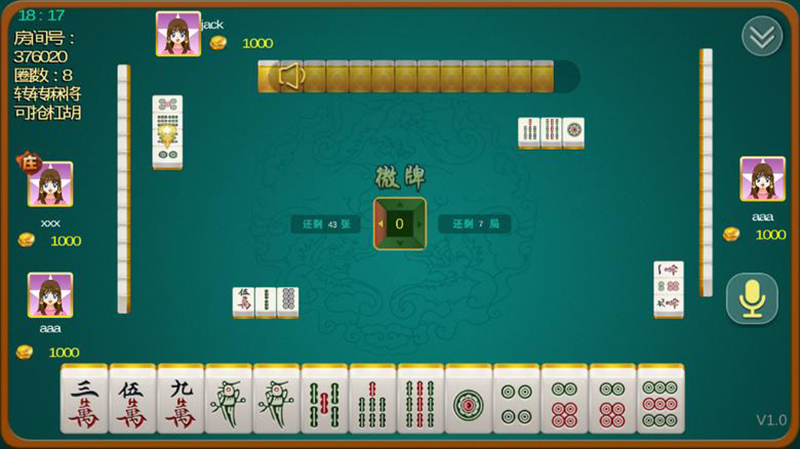 18 : 17
房间号：
376020
圈数：8
转转麻将
可抢杠胡
jack
1000
庄
xxx
1000
aaa
1000
aaa
1000
微牌
还剩 43 张
0
还剩 7 局
伍萬
三萬
伍萬
九萬
V1.0